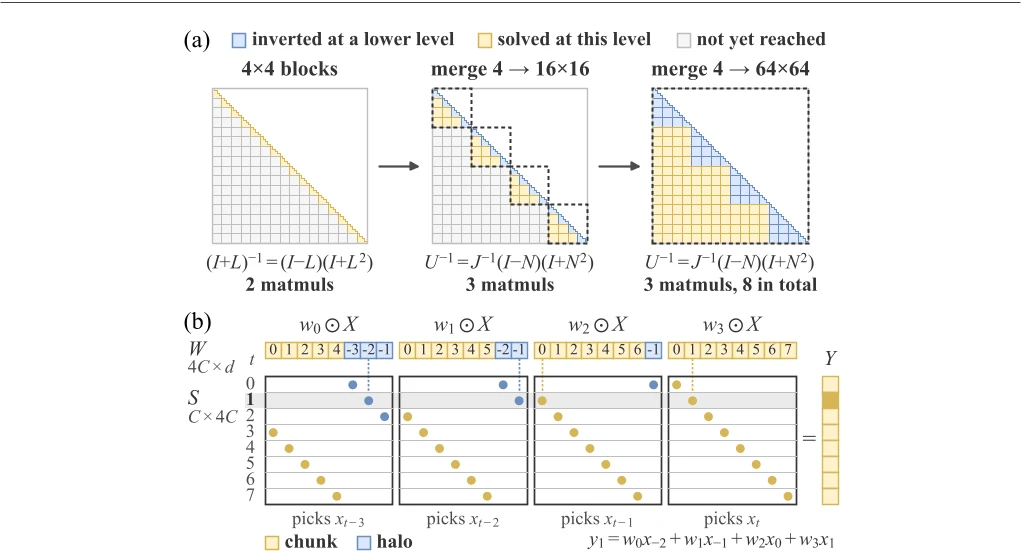 (a) inverted at a lower level solved at this level not yet reached
4×4 blocks merge 4 → 16×16 merge 4 → 64×64
(I+L)⁻¹=(I−L)(I+L²) U⁻¹=J⁻¹(I−N)(I+N²) U⁻¹=J⁻¹(I−N)(I+N²)
2 matmuls 3 matmuls 3 matmuls, 8 in total
(b) w₀⊙X w₁⊙X w₂⊙X w₃⊙X
W 0 1 2 3 4 -3 -2 -1 0 1 2 3 4 5 -2 -1 0 1 2 3 4 5 6 -1 0 1 2 3 4 5 6 7 Y
4C×d t
0
S 1
C×4C 2
3
4 =
5
6
7
picks xₜ₋₃ picks xₜ₋₂ picks xₜ₋₁ picks xₜ
chunk halo y₁=w₀x₋₂+w₁x₋₁+w₂x₀+w₃x₁